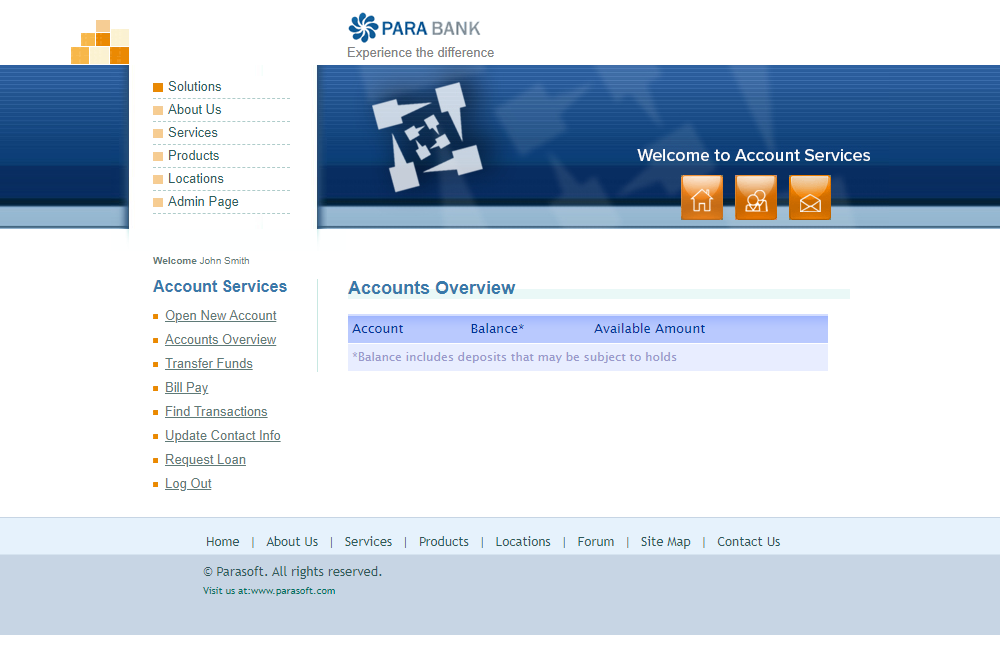 PARA BANK
Experience the difference
Solutions
About Us
Services
Products
Locations
Admin Page
Welcome to Account Services
Welcome John Smith
Account Services
Open New Account
Accounts Overview
Transfer Funds
Bill Pay
Find Transactions
Update Contact Info
Request Loan
Log Out
Accounts Overview
Account Balance* Available Amount
*Balance includes deposits that may be subject to holds
Home | About Us | Services | Products | Locations | Forum | Site Map | Contact Us
© Parasoft. All rights reserved.
Visit us at:www.parasoft.com